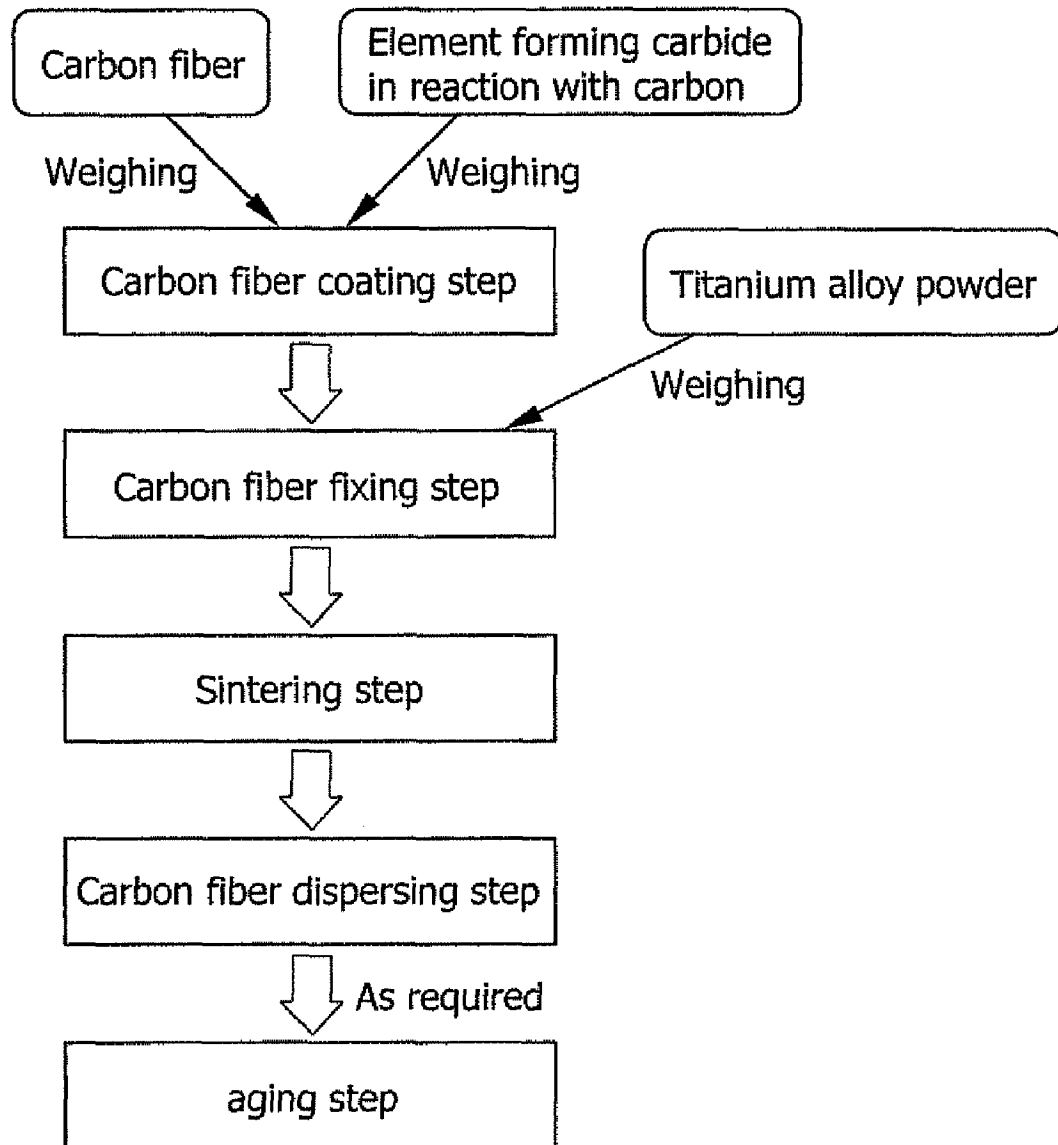 Carbon fiber
Element forming carbide
in reaction with carbon
Weighing
Weighing
Carbon fiber coating step
Titanium alloy powder
Weighing
Carbon fiber fixing step
Sintering step
Carbon fiber dispersing step
As required
aging step